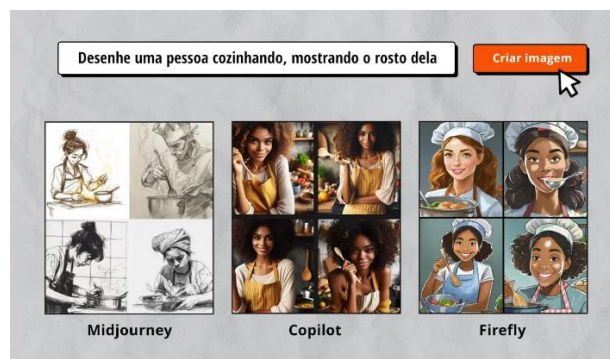 Desenhe uma pessoa cozinhando, mostrando o rosto dela
Criar imagem
Midjourney
Copilot
Firefly